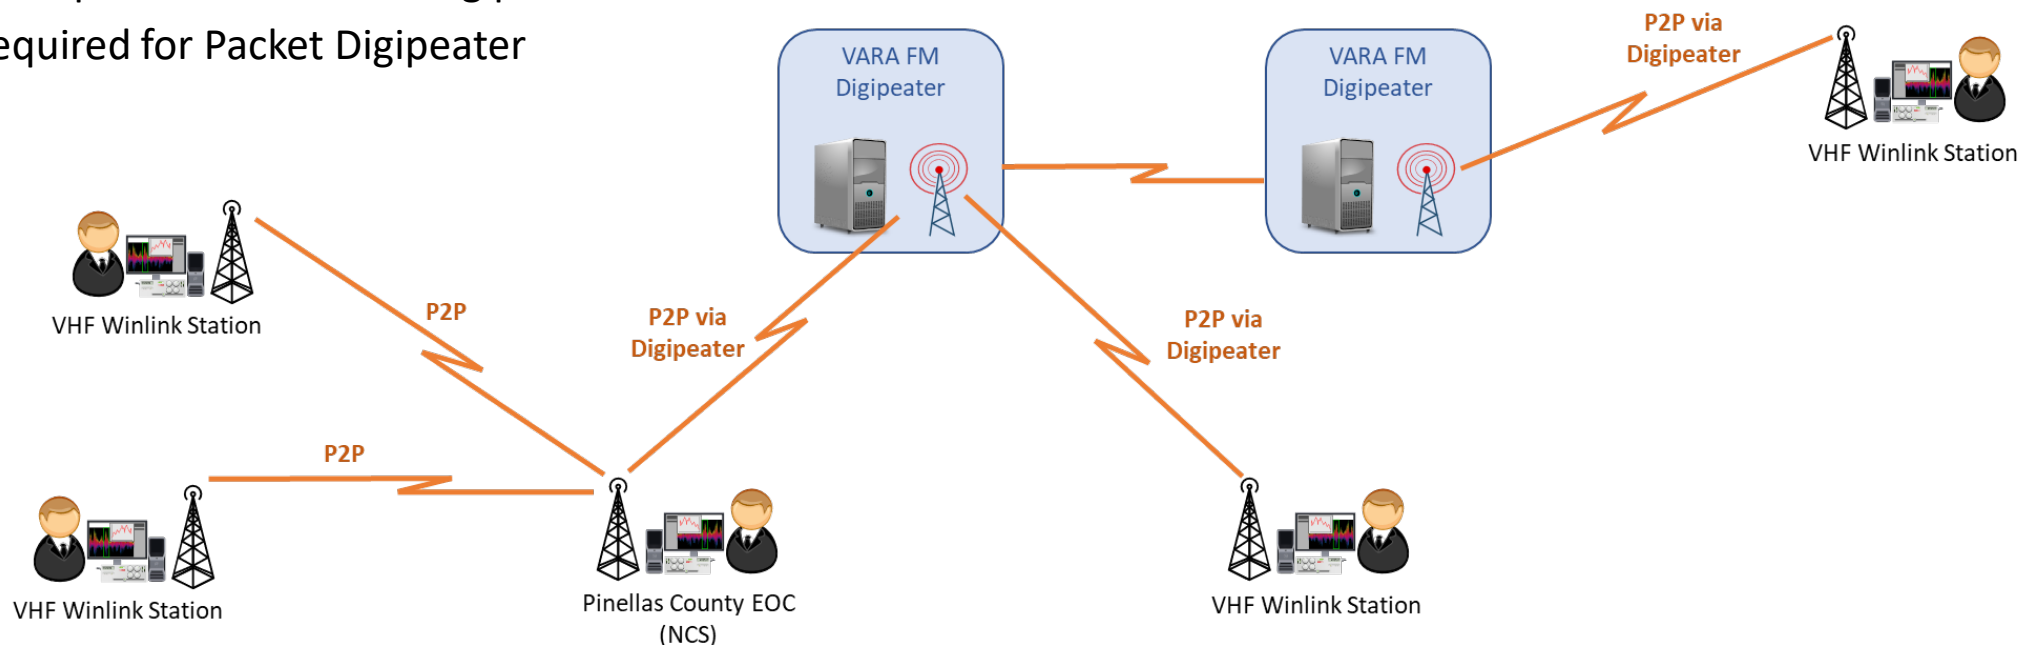 equired for Packet Digipeater
VARA FM
Digipeater
VARA FM
Digipeater
P2P via
Digipeater
VHF Winlink Station
VHF Winlink Station
P2P
P2P via
Digipeater
P2P via
Digipeater
P2P
VHF Winlink Station
Pinellas County EOC
(NCS)
VHF Winlink Station